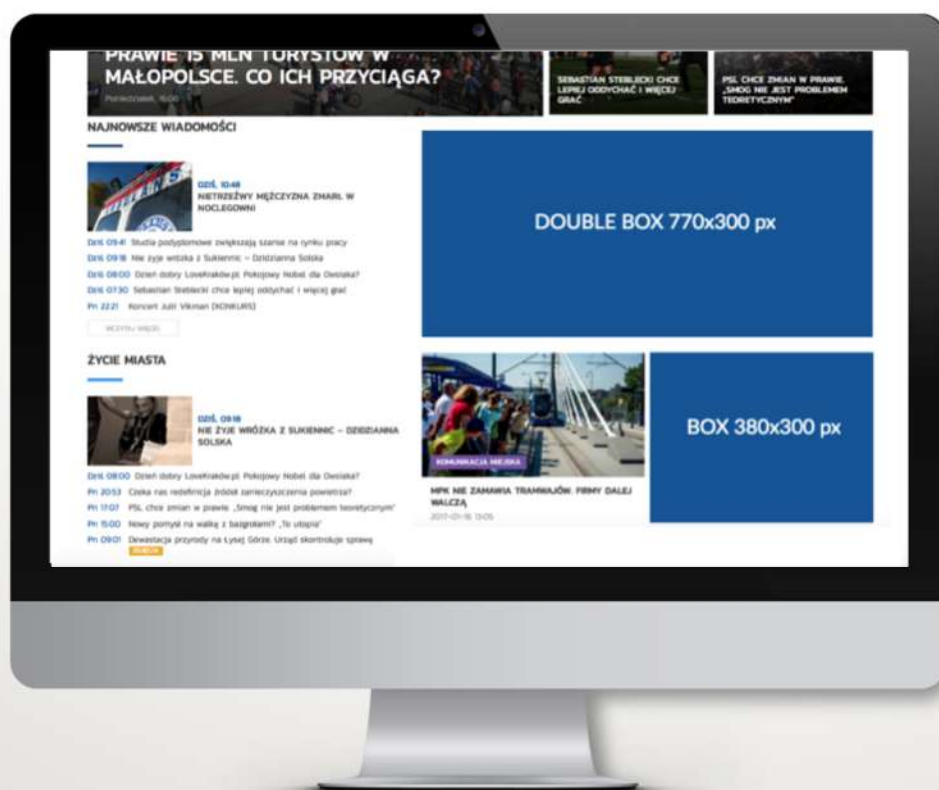 PRAWIE 15 MLN TURYSTÓW W
MAŁOPOLSCE. CO ICH PRZYCIĄGA?
Poniedziałek, 15:00
SEBASTIAN STEBLECKI CHCE
LEPIEJ ODDYCHAĆ I WIĘCEJ
GRAĆ
PSL CHCE ZMIAN W PRAWIE.
„SMOG NIE JEST PROBLEMEM
TEORETYCZNYM"
NAJNOWSZE WIADOMOŚCI
DZIŚ, 10:48
NIETRZEŹWY MĘŻCZYZNA ZMARŁ W
NOCLEGOWNI
Dziś 09:41 Studia podyplomowe zwiększają szanse na rynku pracy
Dziś 09:18 Nie żyje wróżka z Sukiennic – Dzidzianna Solska
Dziś 08:00 Dzień dobry LoveKraków.pl: Pokojowy Nobel dla Owsiaka?
Dziś 07:30 Sebastian Steblecki chce lepiej oddychać i więcej grać
Pn 22:21 Koncert Julii Vikman [KONKURS]
WCZYTAJ WIĘCEJ
DOUBLE BOX 770x300 px
ŻYCIE MIASTA
DZIŚ, 09:18
NIE ŻYJE WRÓŻKA Z SUKIENNIC – DZIDZIANNA
SOLSKA
Dziś 08:00 Dzień dobry LoveKraków.pl: Pokojowy Nobel dla Owsiaka?
Pn 20:53 Czeka nas redefinicja źródeł zanieczyszczenia powietrza?
Pn 17:07 PSL chce zmian w prawie. „Smog nie jest problemem teoretycznym"
Pn 15:00 Nowy pomysł na walkę z bazgrołami? „To utopia"
Pn 09:01 Dewastacja przyrody na Łysej Górze. Urząd skontroluje sprawę
ZDJĘCIA
KOMUNIKACJA MIEJSKA
MPK NIE ZAMAWIA TRAMWAJÓW. FIRMY DALEJ
WALCZĄ
2017-01-16 13:05
BOX 380x300 px